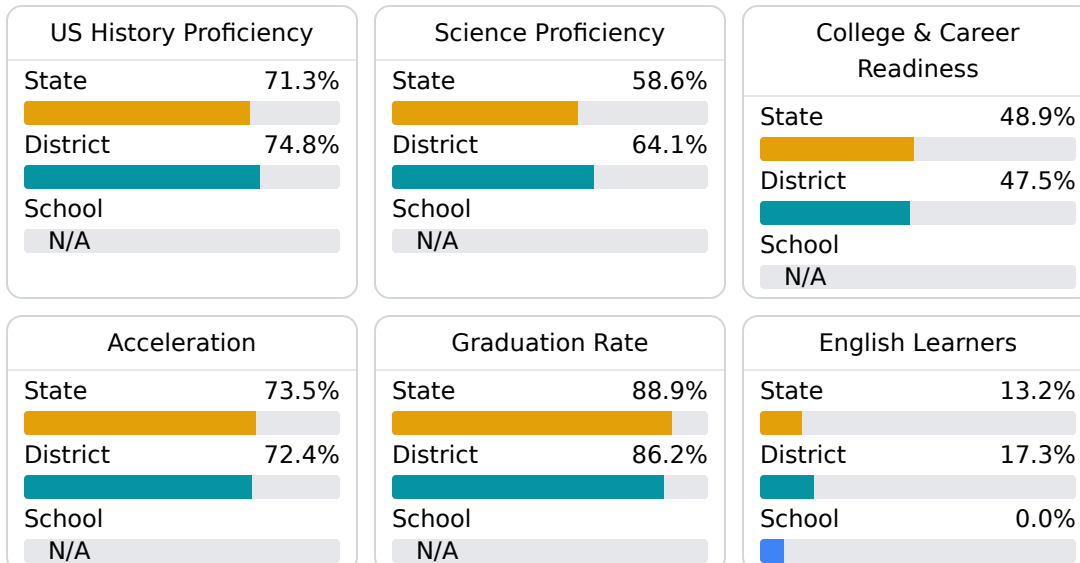 US History Proficiency
State 71.3%
District 74.8%
School
N/A
Science Proficiency
State 58.6%
District 64.1%
School
N/A
College & Career
Readiness
State 48.9%
District 47.5%
School
N/A
Acceleration
State 73.5%
District 72.4%
School
N/A
Graduation Rate
State 88.9%
District 86.2%
School
N/A
English Learners
State 13.2%
District 17.3%
School 0.0%